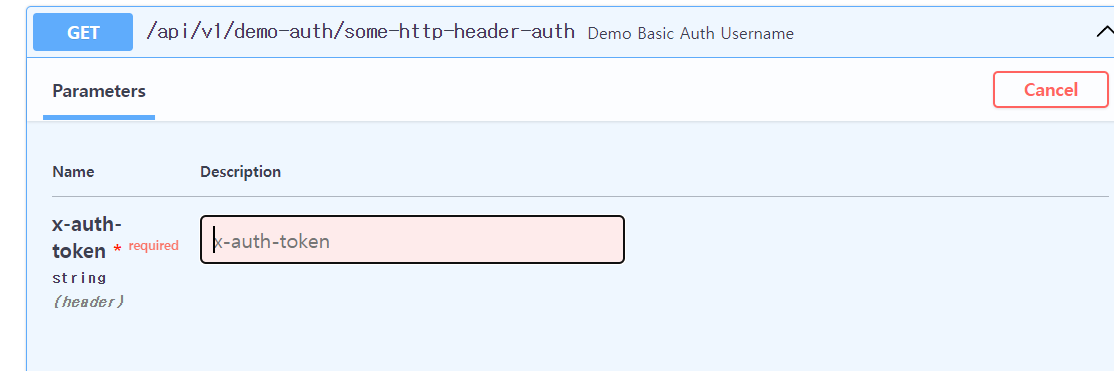 GET /api/v1/demo-auth/some-http-header-auth Demo Basic Auth Username
Parameters Cancel
Name Description
x-auth-
token * required
x-auth-token
string
(header)